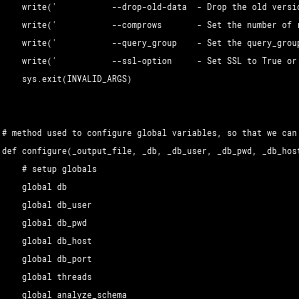 write('           --drop-old-data  - Drop the old versio
write('           --comprows       - Set the number of
write('           --query_group    - Set the query_group
write('           --ssl-option     - Set SSL to True or
sys.exit(INVALID_ARGS)
# method used to configure global variables, so that we can
def configure(_output_file, _db, _db_user, _db_pwd, _db_host
# setup globals
global db
global db_user
global db_pwd
global db_host
global db_port
global threads
global analyze_schema